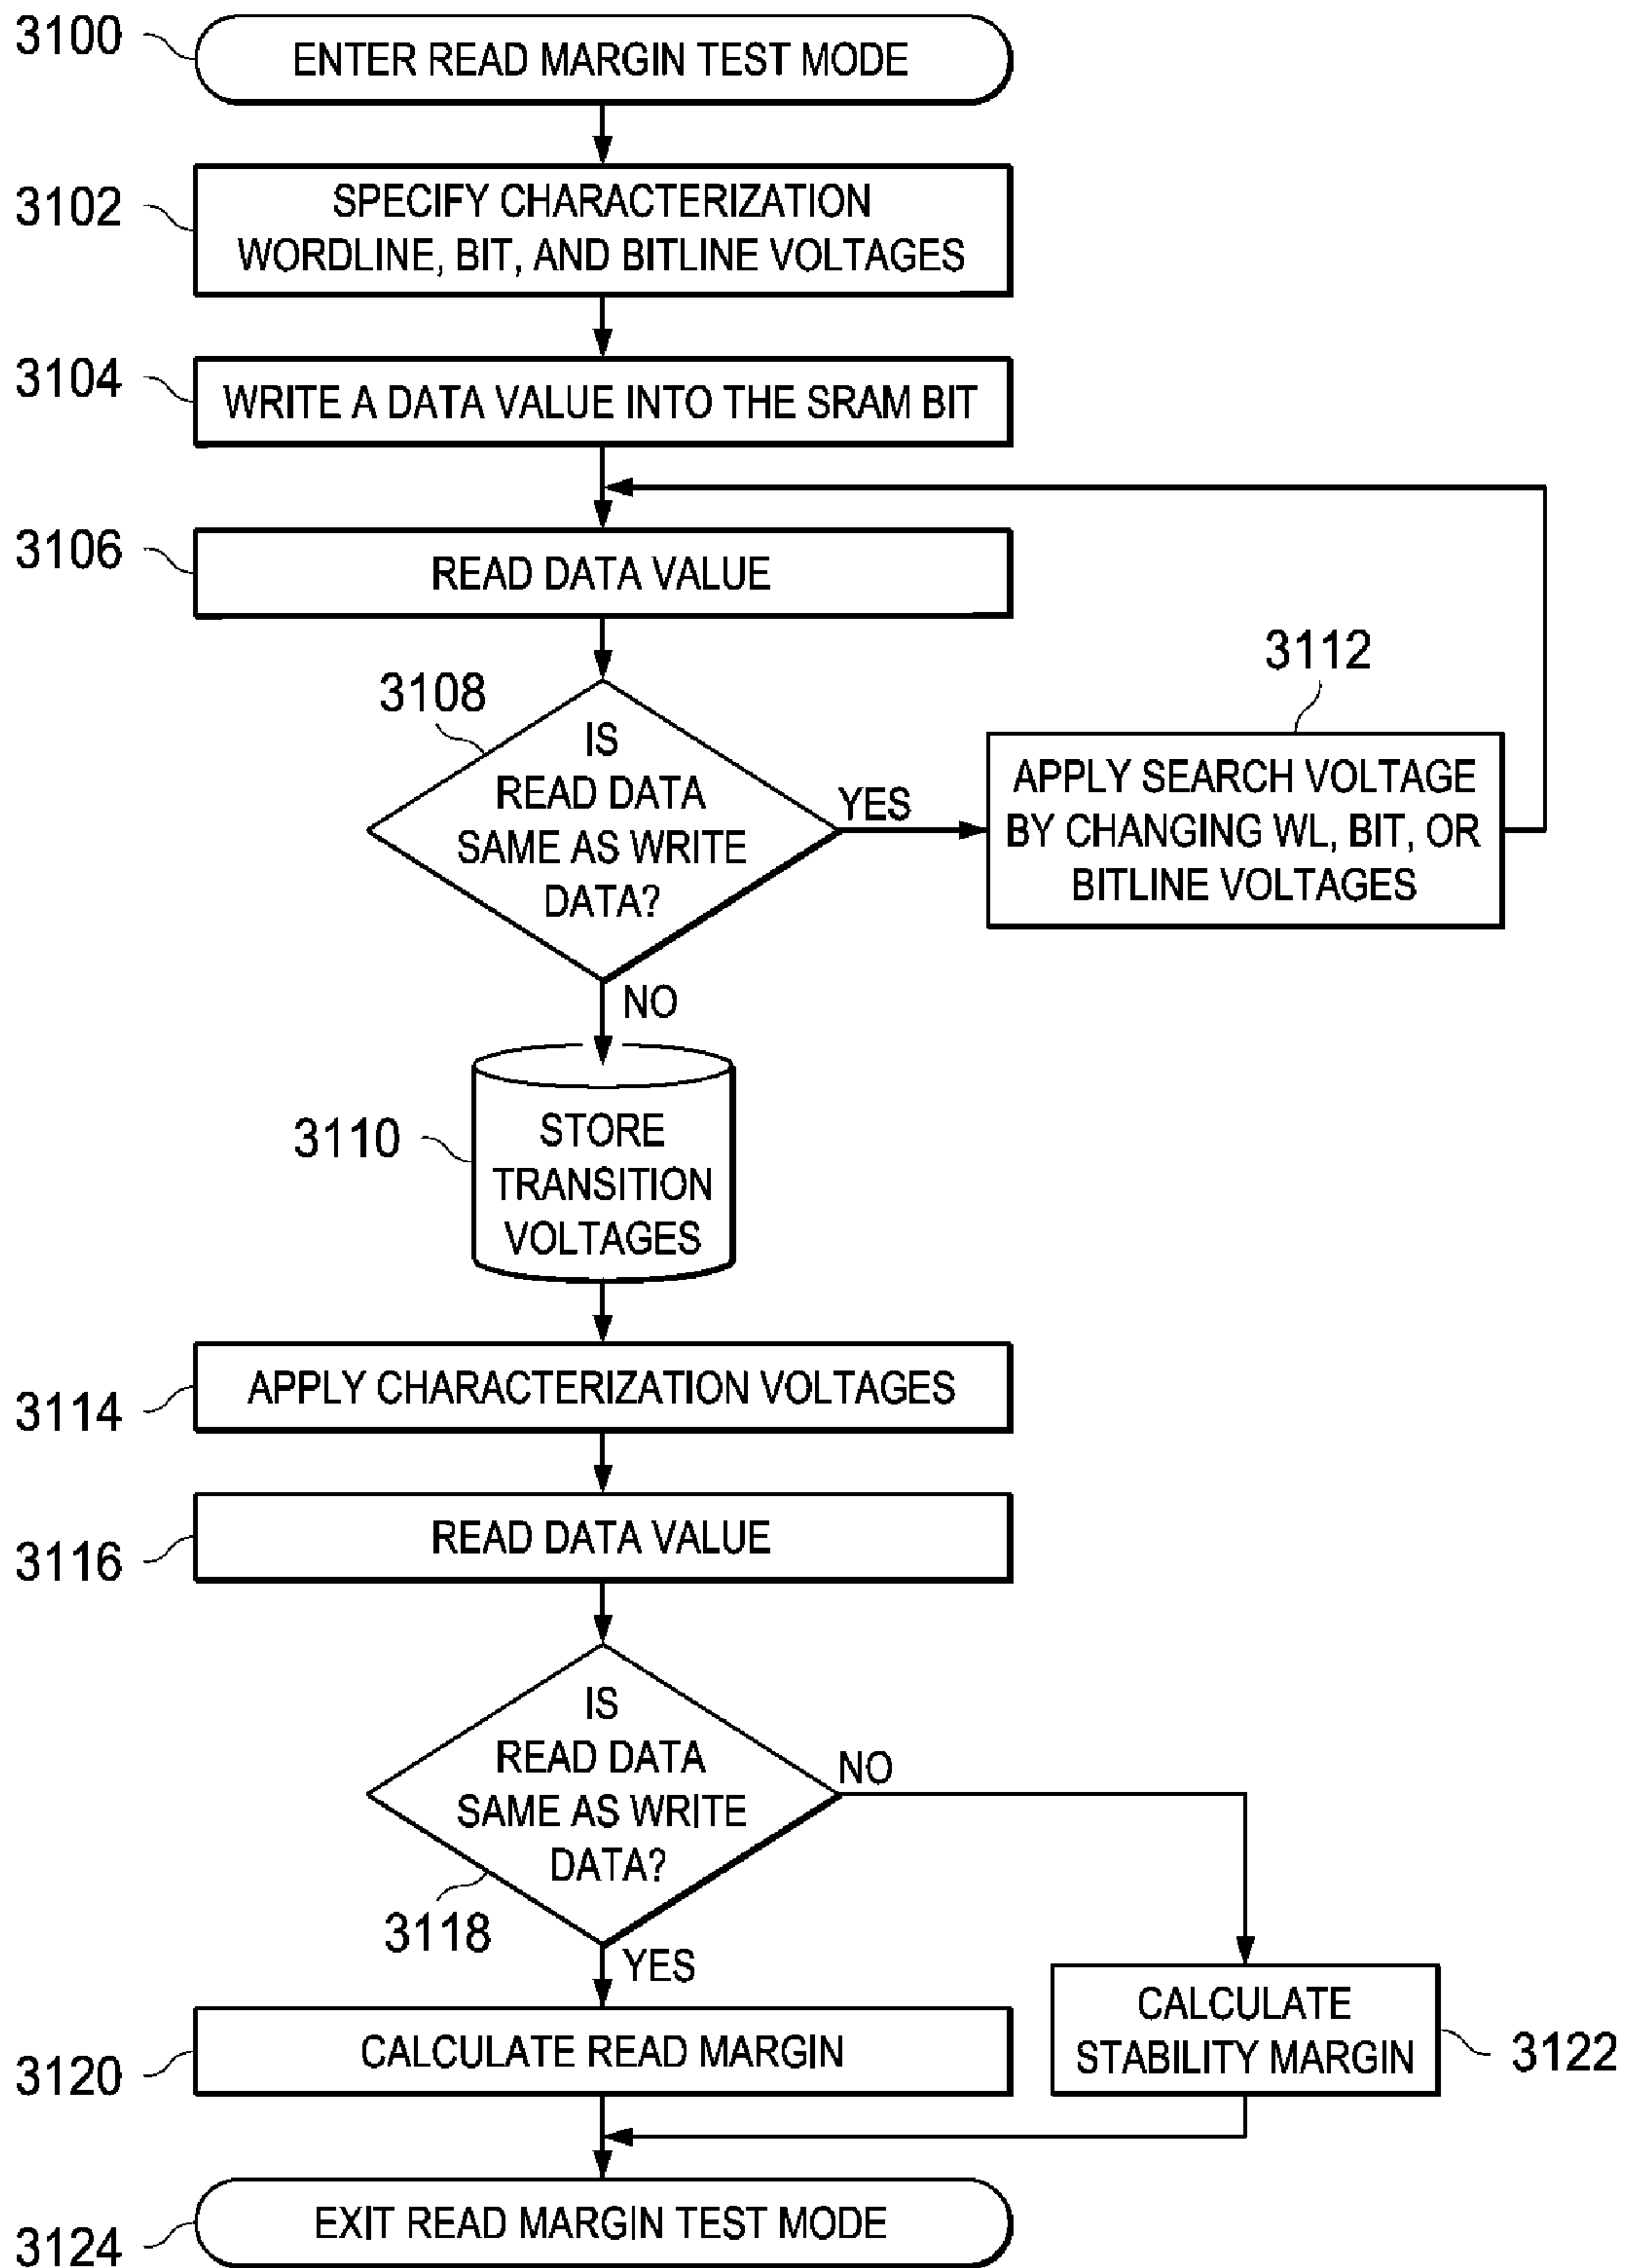 3100
ENTER READ MARGIN TEST MODE
3102
SPECIFY CHARACTERIZATION
WORDLINE, BIT, AND BITLINE VOLTAGES
3104
WRITE A DATA VALUE INTO THE SRAM BIT
3106
READ DATA VALUE
3108
IS
READ DATA
SAME AS WRITE
DATA?
YES
3112
APPLY SEARCH VOLTAGE
BY CHANGING WL, BIT, OR
BITLINE VOLTAGES
NO
3110
STORE
TRANSITION
VOLTAGES
3114
APPLY CHARACTERIZATION VOLTAGES
3116
READ DATA VALUE
IS
READ DATA
SAME AS WRITE
DATA?
3118
NO
YES
3120
CALCULATE READ MARGIN
CALCULATE
STABILITY MARGIN
3122
3124
EXIT READ MARGIN TEST MODE